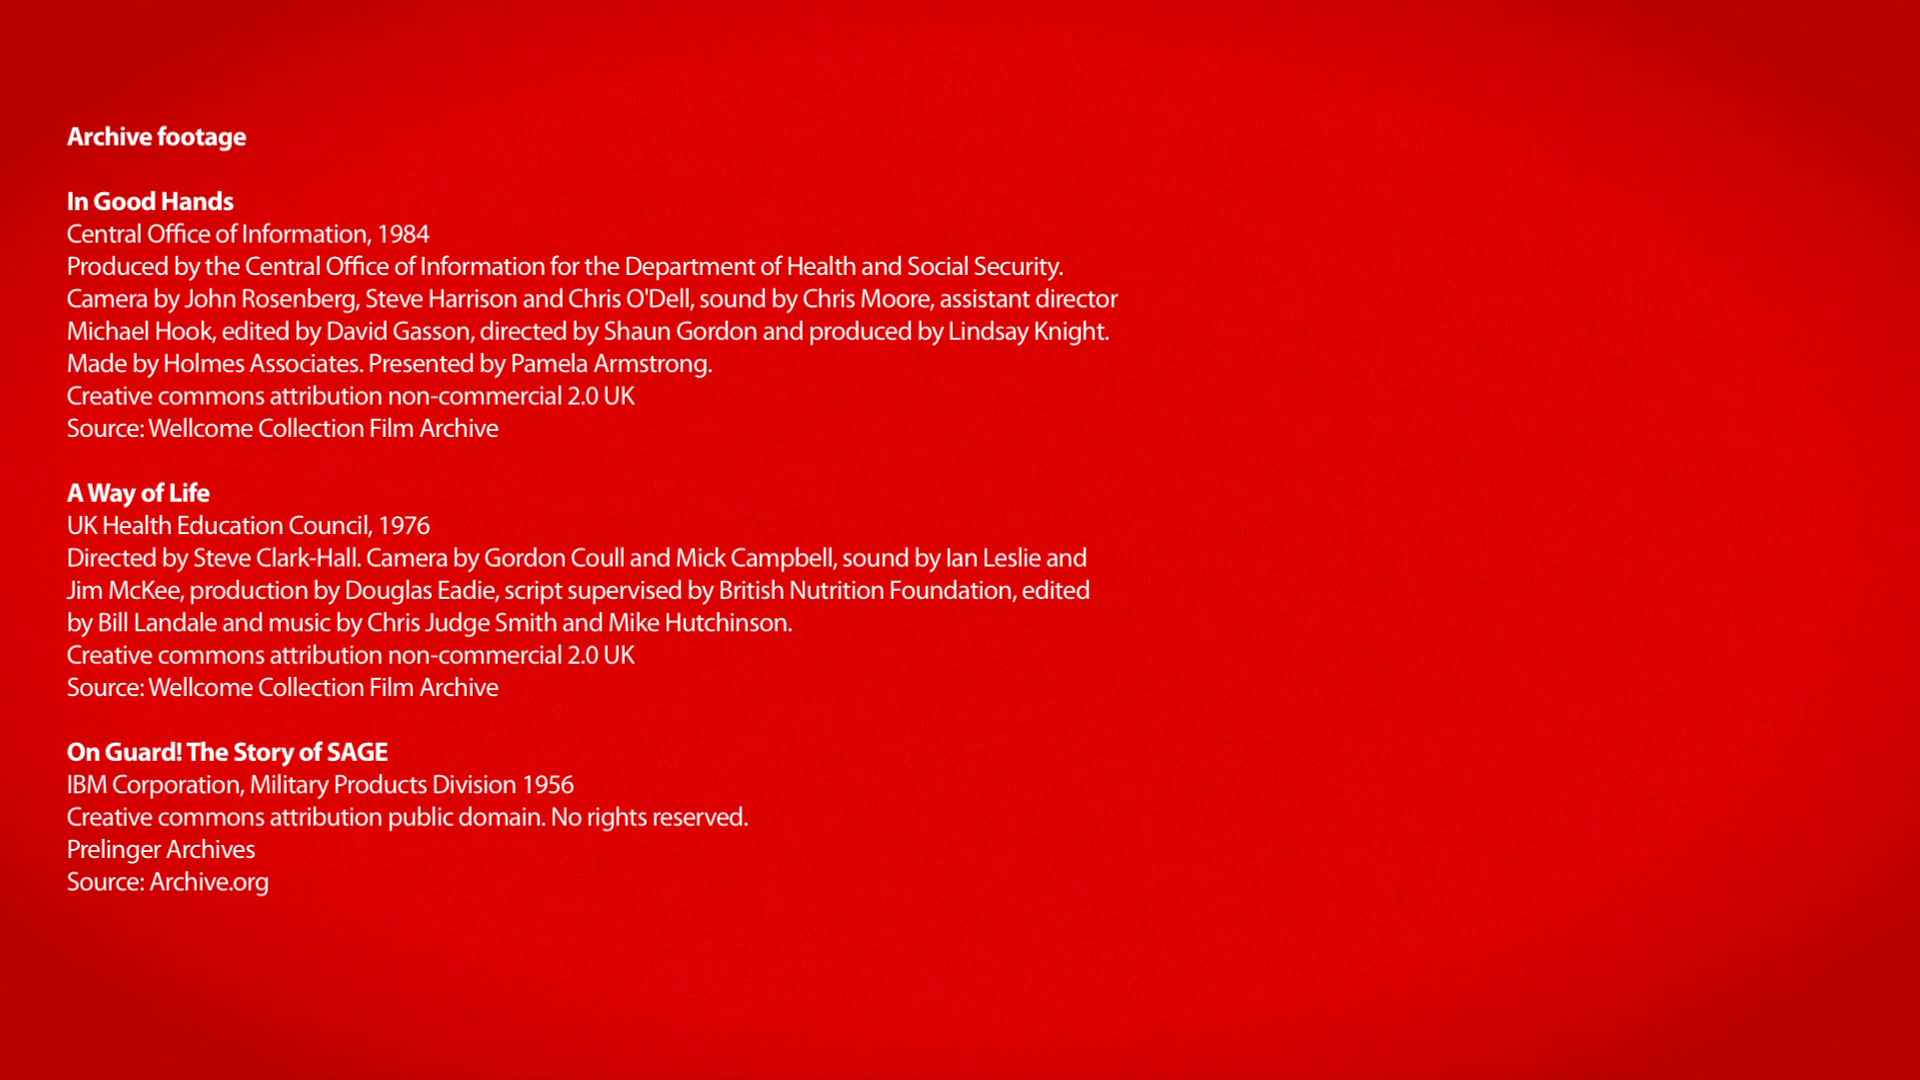 Archive footage
In Good Hands
Central Office of Information, 1984
Produced by the Central Office of Information for the Department of Health and Social Security.
Camera by John Rosenberg, Steve Harrison and Chris O'Dell, sound by Chris Moore, assistant director
Michael Hook, edited by David Gasson, directed by Shaun Gordon and produced by Lindsay Knight.
Made by Holmes Associates. Presented by Pamela Armstrong.
Creative commons attribution non-commercial 2.0 UK
Source: Wellcome Collection Film Archive
A Way of Life
UK Health Education Council, 1976
Directed by Steve Clark-Hall. Camera by Gordon Coull and Mick Campbell, sound by Ian Leslie and
Jim McKee, production by Douglas Eadie, script supervised by British Nutrition Foundation, edited
by Bill Landale and music by Chris Judge Smith and Mike Hutchinson.
Creative commons attribution non-commercial 2.0 UK
Source: Wellcome Collection Film Archive
On Guard! The Story of SAGE
IBM Corporation, Military Products Division 1956
Creative commons attribution public domain. No rights reserved.
Prelinger Archives
Source: Archive.org